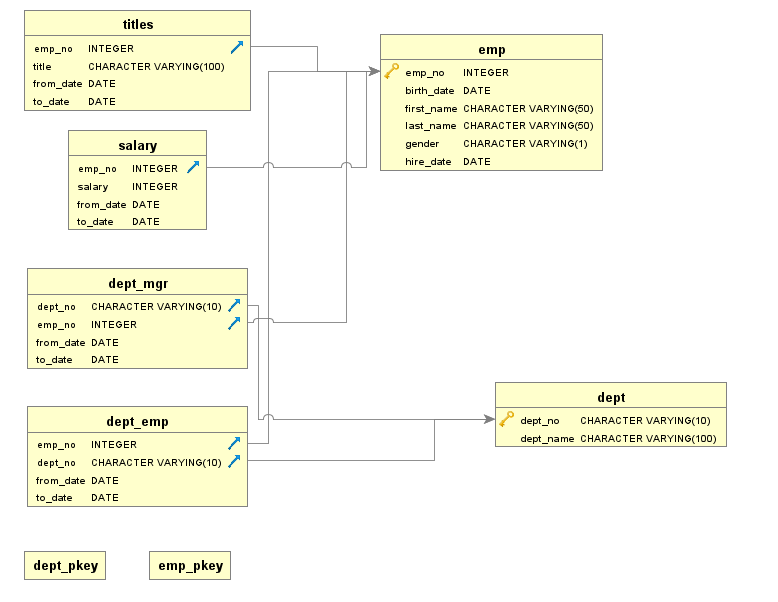 titles
emp_no INTEGER
title CHARACTER VARYING(100)
from_date DATE
to_date DATE
emp
emp_no INTEGER
birth_date DATE
first_name CHARACTER VARYING(50)
last_name CHARACTER VARYING(50)
gender CHARACTER VARYING(1)
hire_date DATE
salary
emp_no INTEGER
salary INTEGER
from_date DATE
to_date DATE
dept_mgr
dept_no CHARACTER VARYING(10)
emp_no INTEGER
from_date DATE
to_date DATE
dept
dept_no CHARACTER VARYING(10)
dept_name CHARACTER VARYING(100)
dept_emp
emp_no INTEGER
dept_no CHARACTER VARYING(10)
from_date DATE
to_date DATE
dept_pkey
emp_pkey